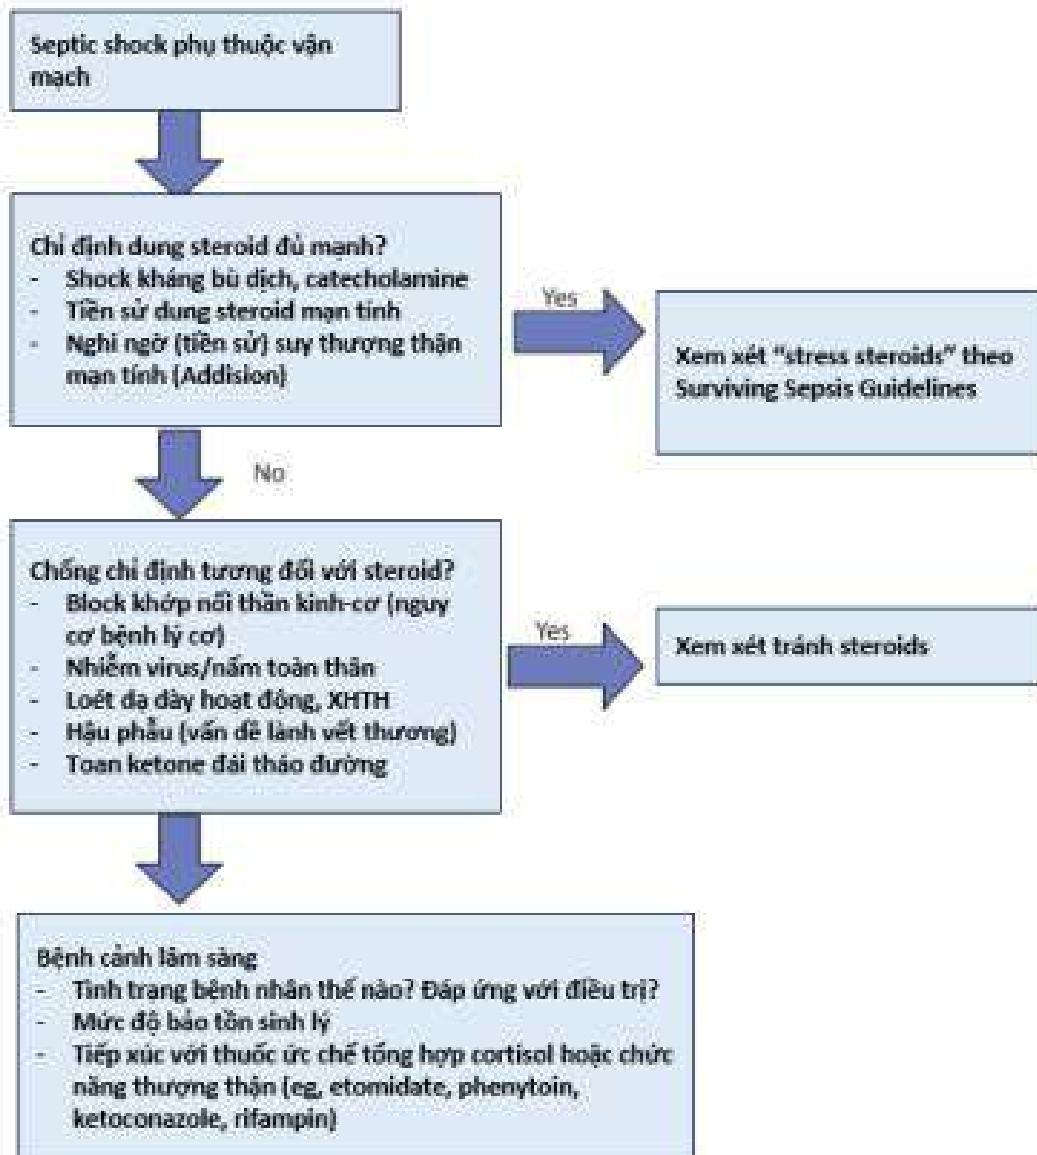 Septic shock phụ thuộc vận
mạch
Chỉ định dung steroid đủ mạnh?
- Shock kháng bù dịch, catecholamine
- Tiền sử dung steroid mạn tính
- Nghi ngờ (tiền sử) suy thượng thận
mạn tính (Addision)
Yes
Xem xét “stress steroids” theo
Surviving Sepsis Guidelines
No
Chống chỉ định tương đối với steroid?
- Block khớp nối thần kinh-cơ (nguy
cơ bệnh lý cơ)
- Nhiễm virus/nấm toàn thân
- Loét dạ dày hoạt động, XHTH
- Hậu phẫu (vấn đề lành vết thương)
- Toan ketone đái tháo đường
Yes
Xem xét tránh steroids
Bệnh cảnh lâm sàng
- Tình trạng bệnh nhân thế nào? Đáp ứng với điều trị?
- Mức độ bảo tồn sinh lý
- Tiếp xúc với thuốc ức chế tổng hợp cortisol hoặc chức
năng thượng thận (eg, etomidate, phenytoin,
ketoconazole, rifampin)